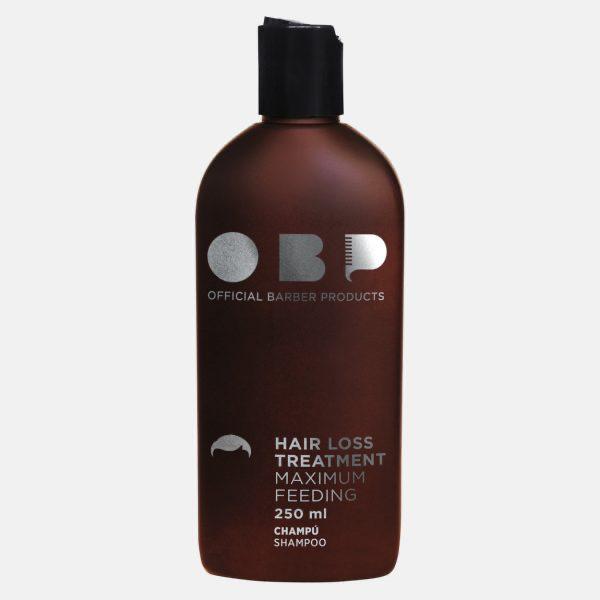 OBP
OFFICIAL BARBER PRODUCTS
HAIR LOSS
TREATMENT
MAXIMUM
FEEDING
250 ml
CHAMPÚ
SHAMPOO